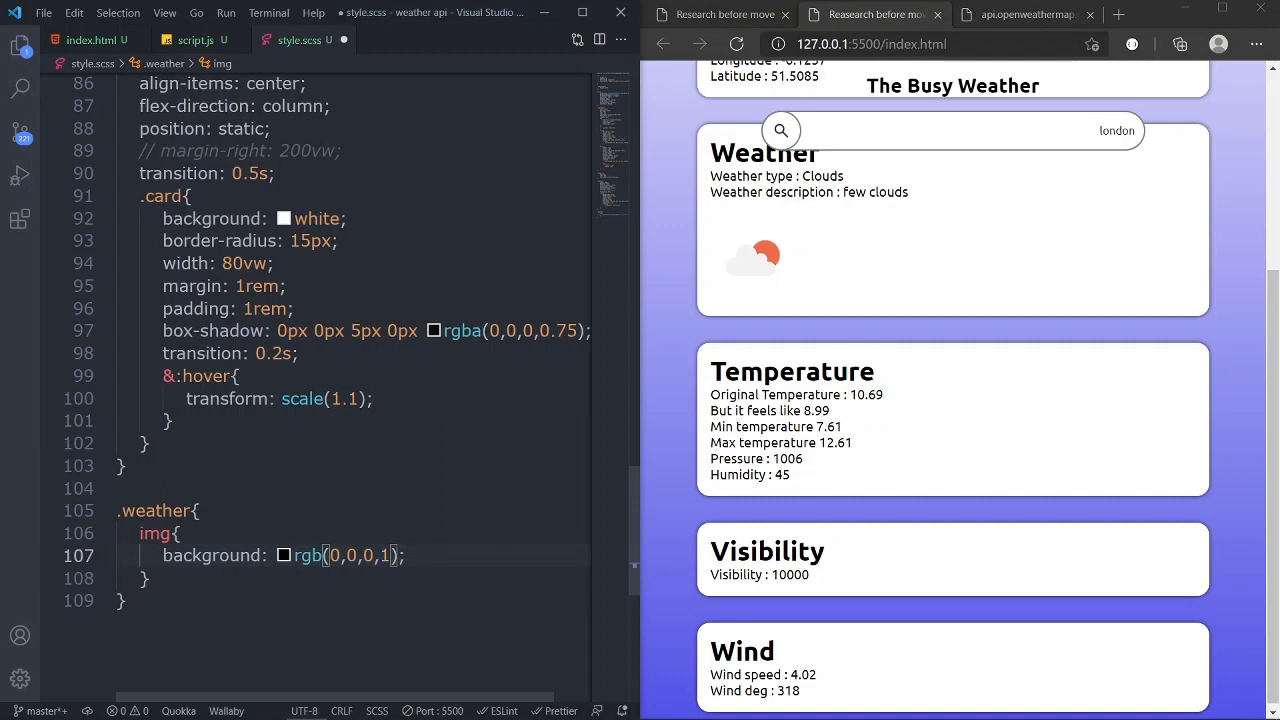 File Edit Selection View Go Run Terminal Help ● style.scss - weather api - Visual Studio ...
index.html U script.js U style.scss U ●
style.scss > .weather > img
align-items: center;
87 flex-direction: column;
88 position: static;
// margin-right: 200vw;
90 transition: 0.5s;
91 .card{
92 background: white;
93 border-radius: 15px;
94 width: 80vw;
95 margin: 1rem;
96 padding: 1rem;
97 box-shadow: 0px 0px 5px 0px rgba(0,0,0,0.75);
98 transition: 0.2s;
99 &:hover{
100 transform: scale(1.1);
101 }
102 }
103 }
104
105 .weather{
106 img{
107 background: rgb(0,0,0,1);
108 }
109 }
1
221
master*+ 0 0 Quokka Wallaby UTF-8 CRLF SCSS Port : 5500 ESLint Prettier
Research before move
Reasearch before mov
api.openweathermap.
127.0.0.1:5500/index.html
Longitude : -0.1257
Latitude : 51.5085
The Busy Weather
london
Weather
Weather type : Clouds
Weather description : few clouds
Temperature
Original Temperature : 10.69
But it feels like 8.99
Min temperature 7.61
Max temperature 12.61
Pressure : 1006
Humidity : 45
Visibility
Visibility : 10000
Wind
Wind speed : 4.02
Wind deg : 318